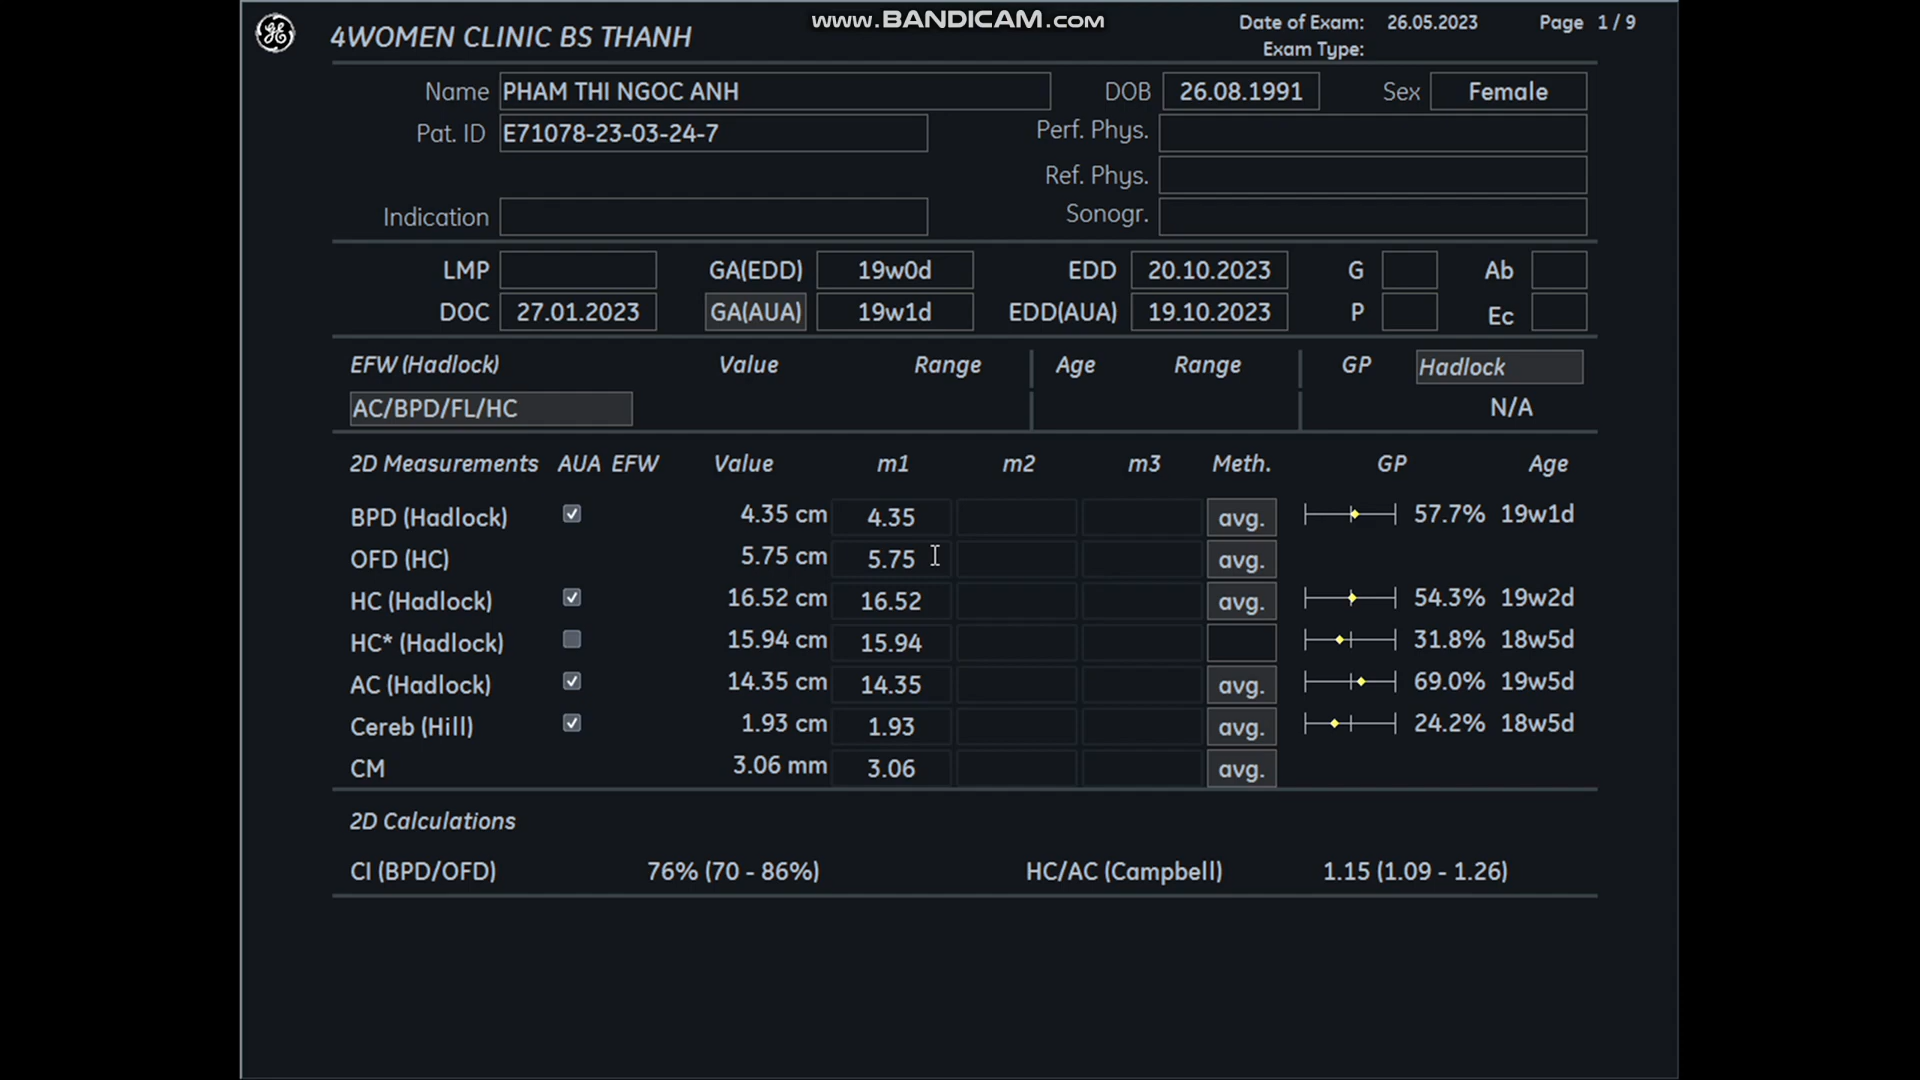 www.BANDICAM.com
4WOMEN CLINIC BS THANH
Date of Exam: 26.05.2023 Page 1 / 9
Exam Type:
Name PHAM THI NGOC ANH DOB 26.08.1991 Sex Female
Pat. ID E71078-23-03-24-7 Perf. Phys.
Ref. Phys.
Indication Sonogr.
LMP GA(EDD) 19w0d EDD 20.10.2023 G Ab
DOC 27.01.2023 GA(AUA) 19w1d EDD(AUA) 19.10.2023 P Ec
EFW (Hadlock) Value Range Age Range GP Hadlock
AC/BPD/FL/HC N/A
2D Measurements AUA EFW Value m1 m2 m3 Meth. GP Age
BPD (Hadlock) 4.35 cm 4.35 avg. 57.7% 19w1d
OFD (HC) 5.75 cm 5.75 avg.
HC (Hadlock) 16.52 cm 16.52 avg. 54.3% 19w2d
HC* (Hadlock) 15.94 cm 15.94 31.8% 18w5d
AC (Hadlock) 14.35 cm 14.35 avg. 69.0% 19w5d
Cereb (Hill) 1.93 cm 1.93 avg. 24.2% 18w5d
CM 3.06 mm 3.06 avg.
2D Calculations
CI (BPD/OFD) 76% (70 - 86%) HC/AC (Campbell) 1.15 (1.09 - 1.26)